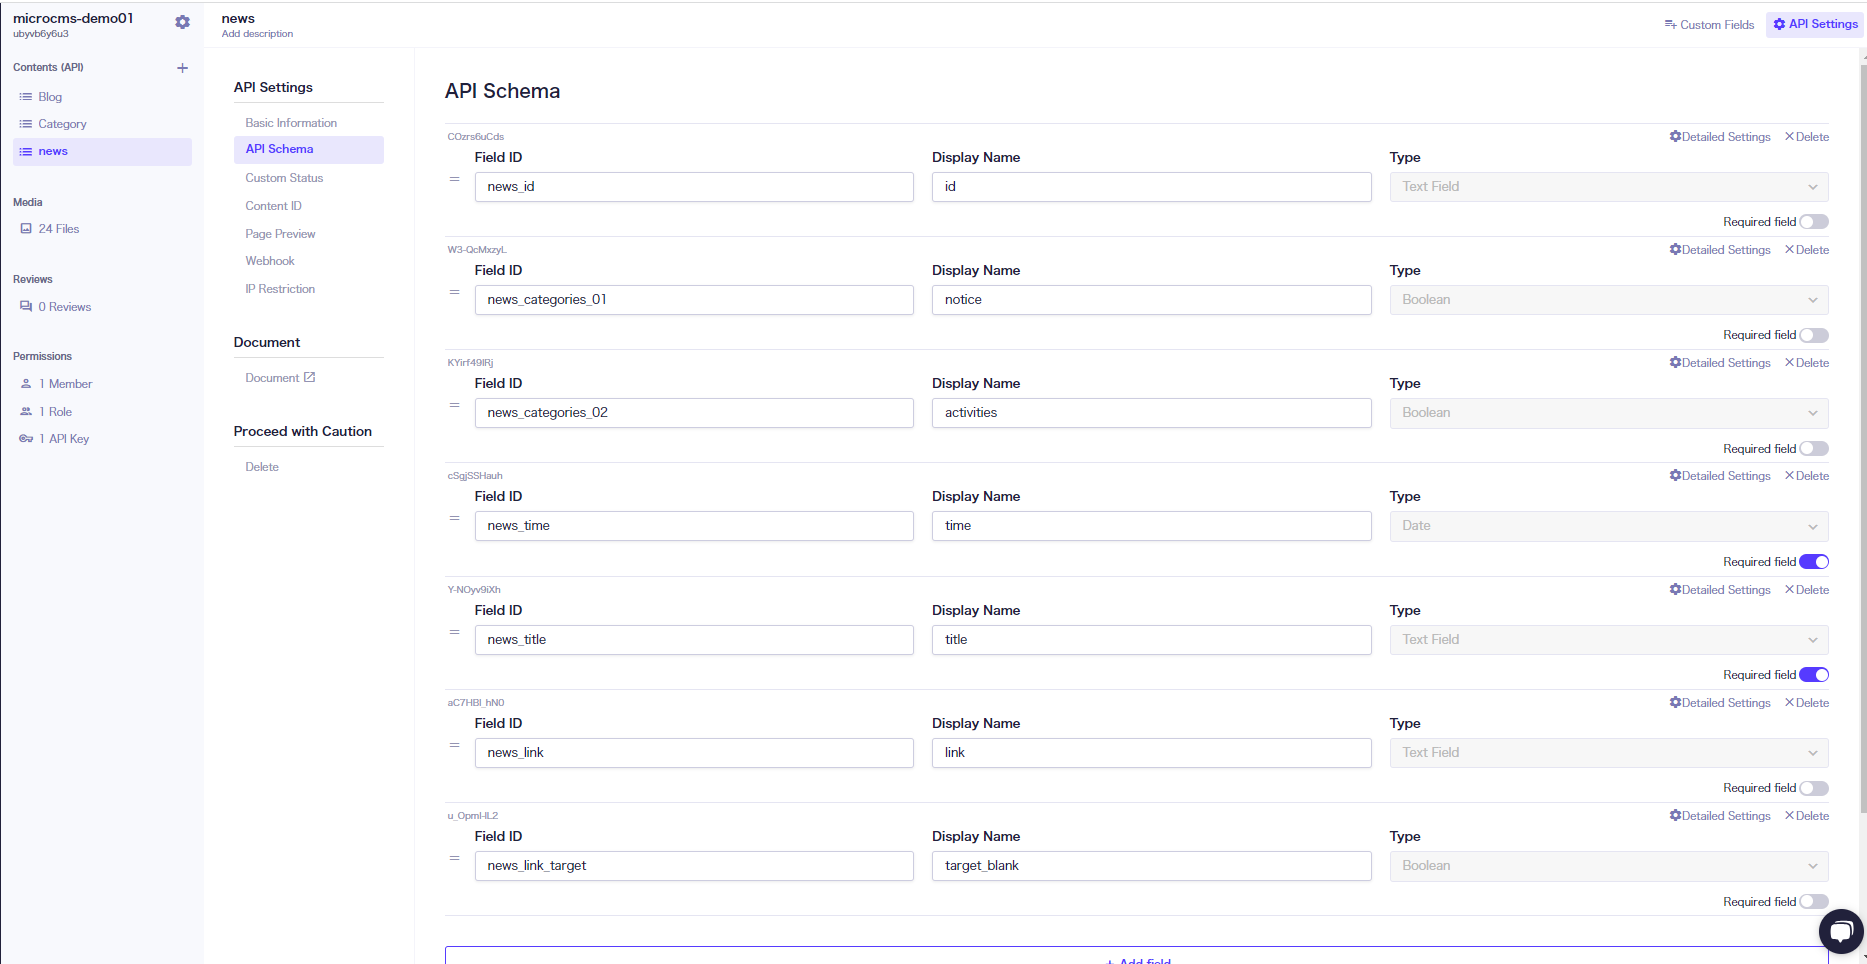 microcms-demo01
ubyvb6y6u3
Contents (API)
Blog
Category
news
Media
24 Files
Reviews
0 Reviews
Permissions
1 Member
1 Role
1 API Key
news
Add description
Custom Fields
API Settings
API Settings
Basic Information
API Schema
Custom Status
Content ID
Page Preview
Webhook
IP Restriction
Document
Document
Proceed with Caution
Delete
API Schema
COzrs6uCds
Detailed Settings Delete
Field ID Display Name Type
news_id id Text Field
Required field
W3-QcMxzyL
Detailed Settings Delete
Field ID Display Name Type
news_categories_01 notice Boolean
Required field
KYirf49IRj
Detailed Settings Delete
Field ID Display Name Type
news_categories_02 activities Boolean
Required field
cSgjSSHauh
Detailed Settings Delete
Field ID Display Name Type
news_time time Date
Required field
Y-NOyv9iXh
Detailed Settings Delete
Field ID Display Name Type
news_title title Text Field
Required field
aC7HBl_hN0
Detailed Settings Delete
Field ID Display Name Type
news_link link Text Field
Required field
u_Opml-IL2
Detailed Settings Delete
Field ID Display Name Type
news_link_target target_blank Boolean
Required field
+ Add field